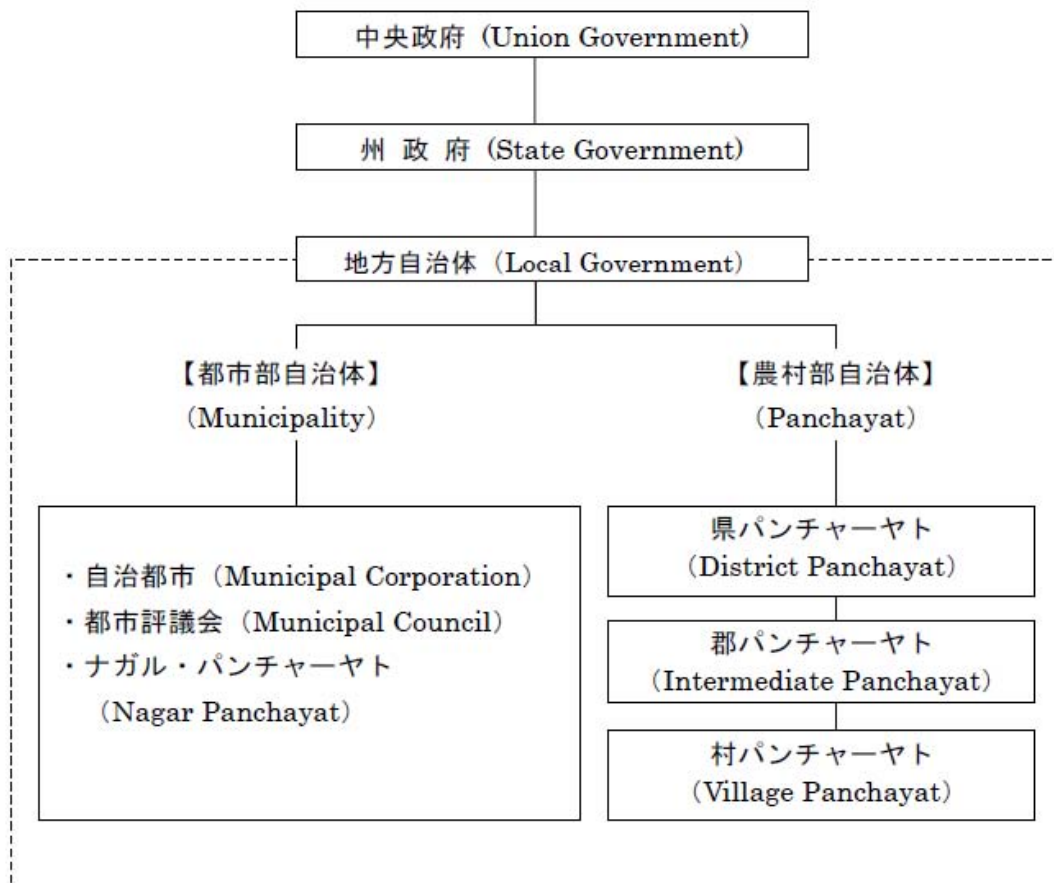 中央政府 (Union Government)
州 政 府 (State Government)
地方自治体（Local Government）
【都市部自治体】
（Municipality）
・自治都市（Municipal Corporation）
・都市評議会（Municipal Council）
・ナガル・パンチャーヤト
（Nagar Panchayat）
【農村部自治体】
（Panchayat）
県パンチャーヤト
（District Panchayat）
郡パンチャーヤト
（Intermediate Panchayat）
村パンチャーヤト
（Village Panchayat）